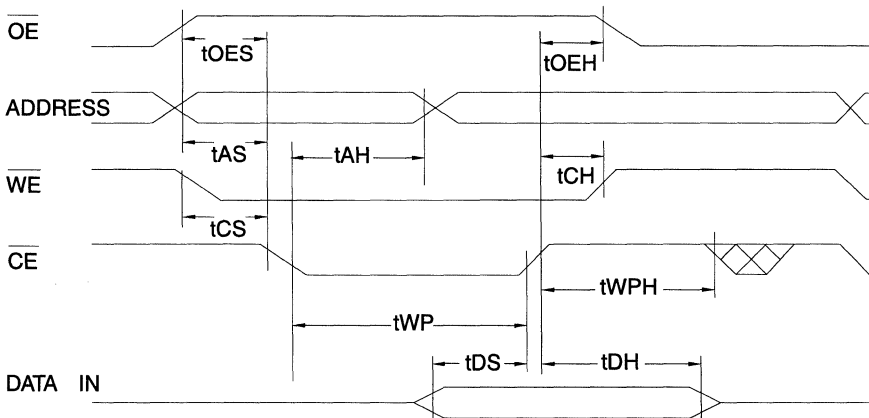 OE
tOES
tOEH
ADDRESS
tAS
tAH
WE
tCH
tCS
CE
tWPH
tWP
tDS
tDH
DATA IN